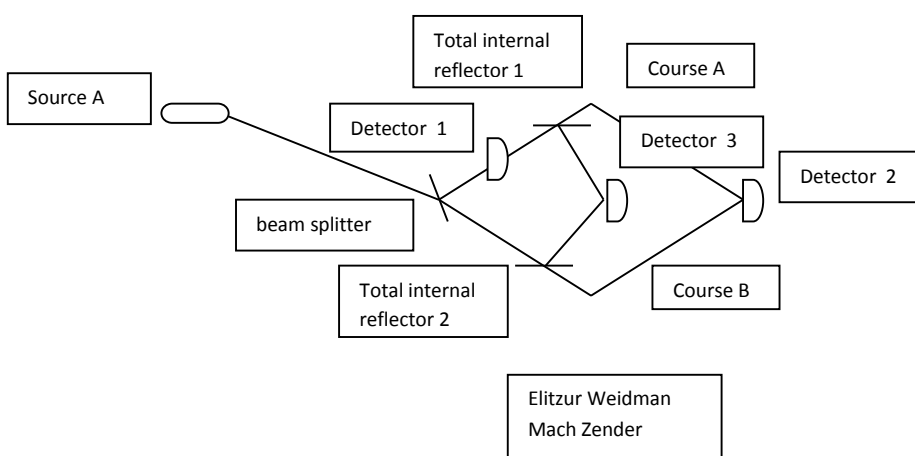 Total internal
reflector 1
Course A
Source A
Detector 1
Detector 3
Detector 2
beam splitter
Total internal
reflector 2
Course B
Elitzur Weidman
Mach Zender